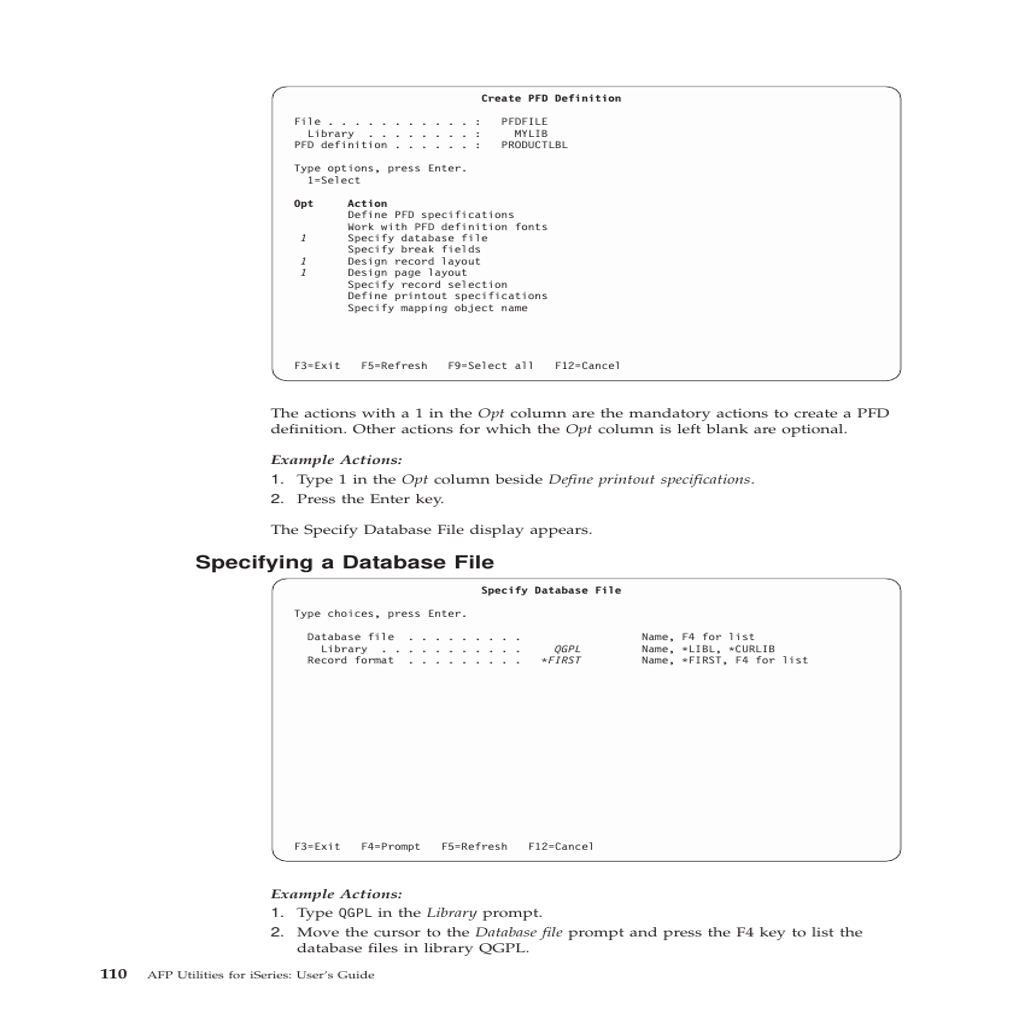 Create PFD Definition
File . . . . . . . . . . . :   PFDFILE
  Library  . . . . . . . . :     MYLIB
PFD definition . . . . . . :   PRODUCTLBL
Type options, press Enter.
  1=Select
Opt     Action
        Define PFD specifications
        Work with PFD definition fonts
 1      Specify database file
        Specify break fields
 1      Design record layout
 1      Design page layout
        Specify record selection
        Define printout specifications
        Specify mapping object name
F3=Exit   F5=Refresh   F9=Select all   F12=Cancel
The actions with a 1 in the Opt column are the mandatory actions to create a PFD
definition. Other actions for which the Opt column is left blank are optional.
Example Actions:
1. Type 1 in the Opt column beside Define printout specifications.
2. Press the Enter key.
The Specify Database File display appears.
Specifying a Database File
Specify Database File
Type choices, press Enter.
  Database file  . . . . . . . . .                  Name, F4 for list
    Library  . . . . . . . . . . .     QGPL         Name, *LIBL, *CURLIB
  Record format  . . . . . . . . .   *FIRST         Name, *FIRST, F4 for list
F3=Exit   F4=Prompt   F5=Refresh   F12=Cancel
Example Actions:
1. Type QGPL in the Library prompt.
2. Move the cursor to the Database file prompt and press the F4 key to list the
database files in library QGPL.
110   AFP Utilities for iSeries: User's Guide